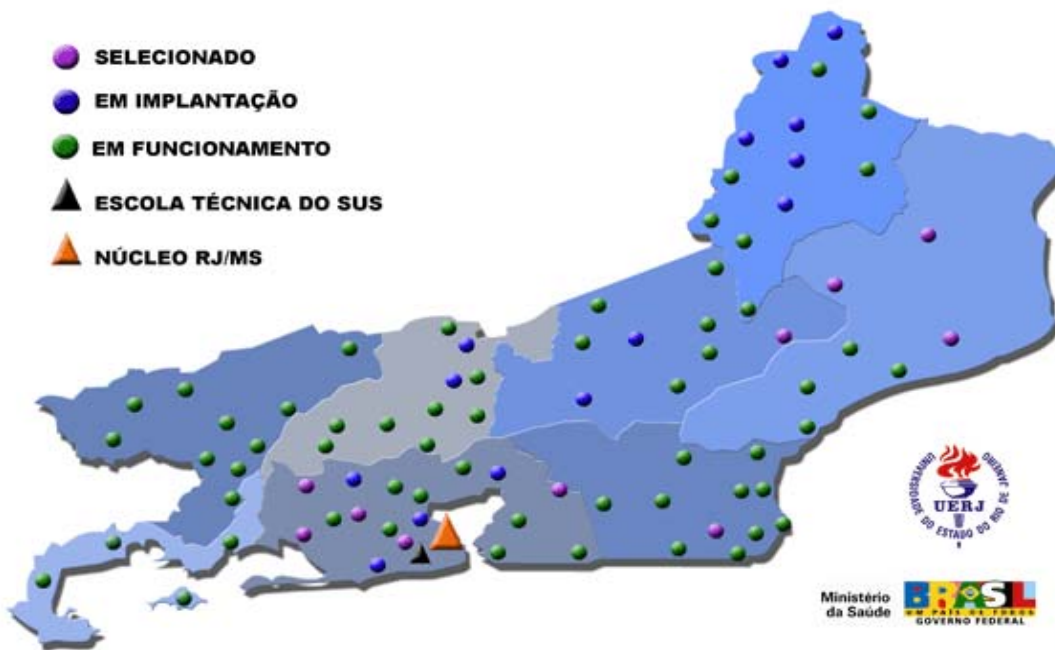 SELECIONADO
EM IMPLANTAÇÃO
EM FUNCIONAMENTO
ESCOLA TÉCNICA DO SUS
NÚCLEO RJ/MS
UNIVERSIDADE DO ESTADO DO RIO DE JANEIRO
UERJ
Ministério
da Saúde
BRASIL
UM PAÍS DE TODOS
GOVERNO FEDERAL